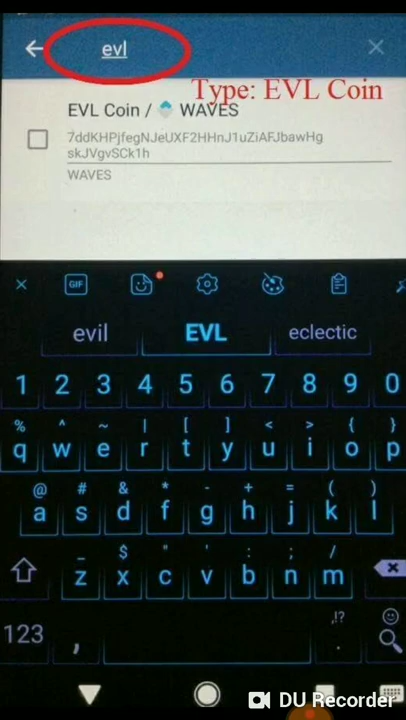 evl
Type: EVL Coin
EVL Coin / WAVES
7ddKHPjfegNJeUXF2HHnJ1uZiAFJbawHg
skJVgvSCk1h
WAVES
GIF
evil EVL eclectic
1 2 3 4 5 6 7 8 9 0
% ^ ~ | [ ] < > { }
q w e r t y u i o p
@ # & * - + = ( )
a s d f g h j k l
_ $ " ' : ; /
z x c v b n m
,!?
123 , .
DU Recorder